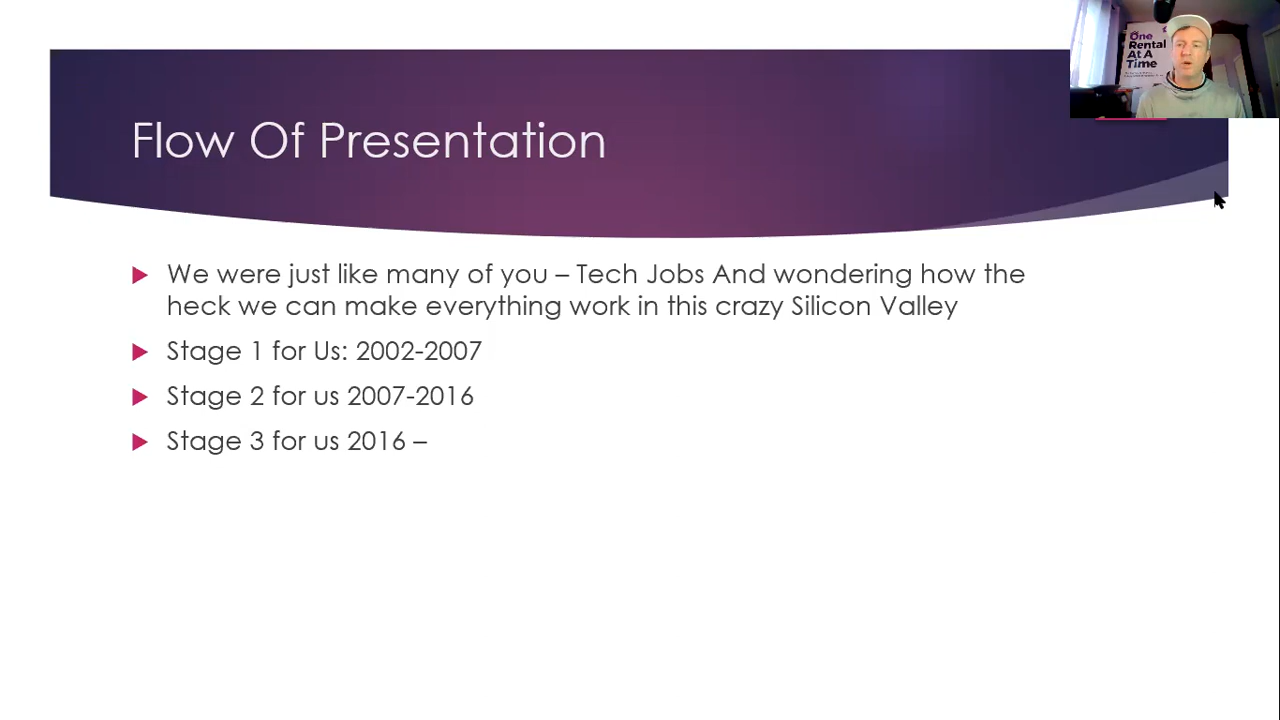 Flow Of Presentation
We were just like many of you – Tech Jobs And wondering how the
heck we can make everything work in this crazy Silicon Valley
Stage 1 for Us: 2002-2007
Stage 2 for us 2007-2016
Stage 3 for us 2016 –
One
Rental
At A
Time